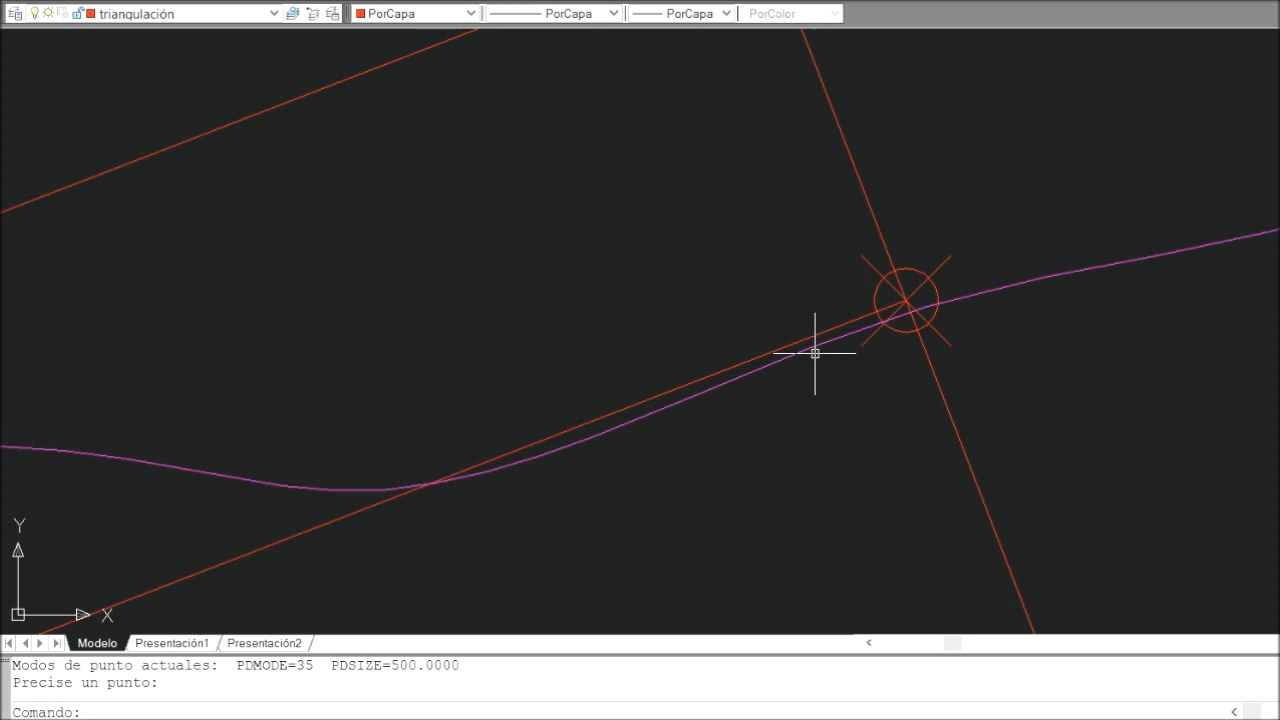 triangulación PorCapa PorCapa PorCapa PorColor
Y
X
Modelo Presentación1 Presentación2
Modos de punto actuales:  PDMODE=35  PDSIZE=500.0000
Precise un punto:
Comando: